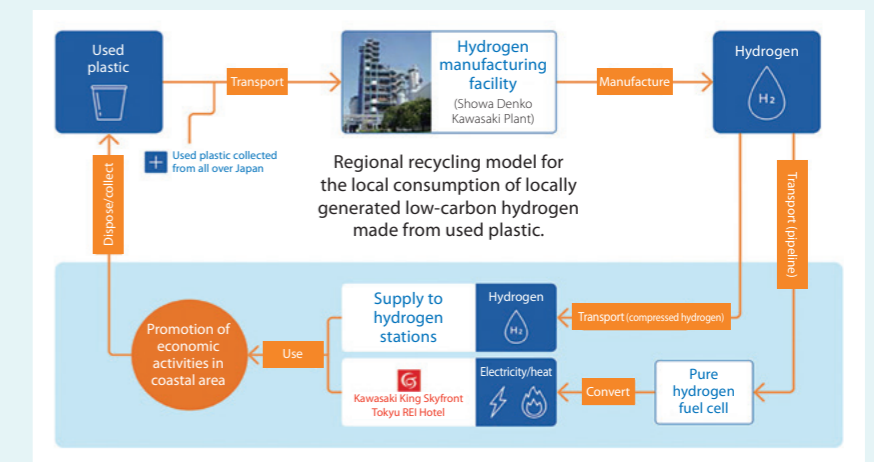 Used
plastic
Transport
Hydrogen
manufacturing
facility
(Showa Denko
Kawasaki Plant)
Manufacture
Hydrogen
H₂
Used plastic collected
from all over Japan
Dispose/collect
Regional recycling model for
the local consumption of locally
generated low-carbon hydrogen
made from used plastic.
Transport (pipeline)
Supply to
hydrogen
stations
Hydrogen
H₂
Transport (compressed hydrogen)
Promotion of
economic
activities in
coastal area
Use
Kawasaki King Skyfront
Tokyu REI Hotel
Electricity/heat
Convert
Pure
hydrogen
fuel cell